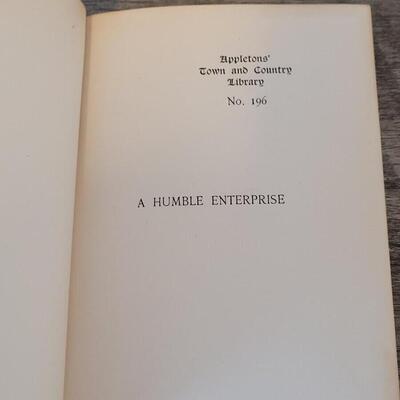 Appletons'
Town and Country
Library
No. 196
A HUMBLE ENTERPRISE